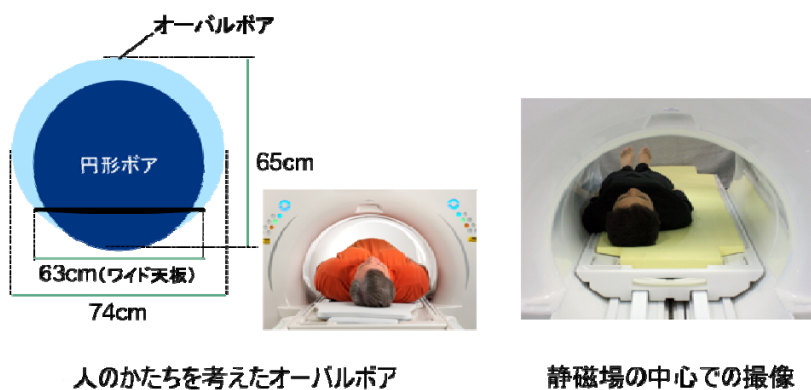 オーバルボア
円形ボア
65cm
63cm(ワイド天板)
74cm
人のかたちを考えたオーバルボア
静磁場の中心での撮像